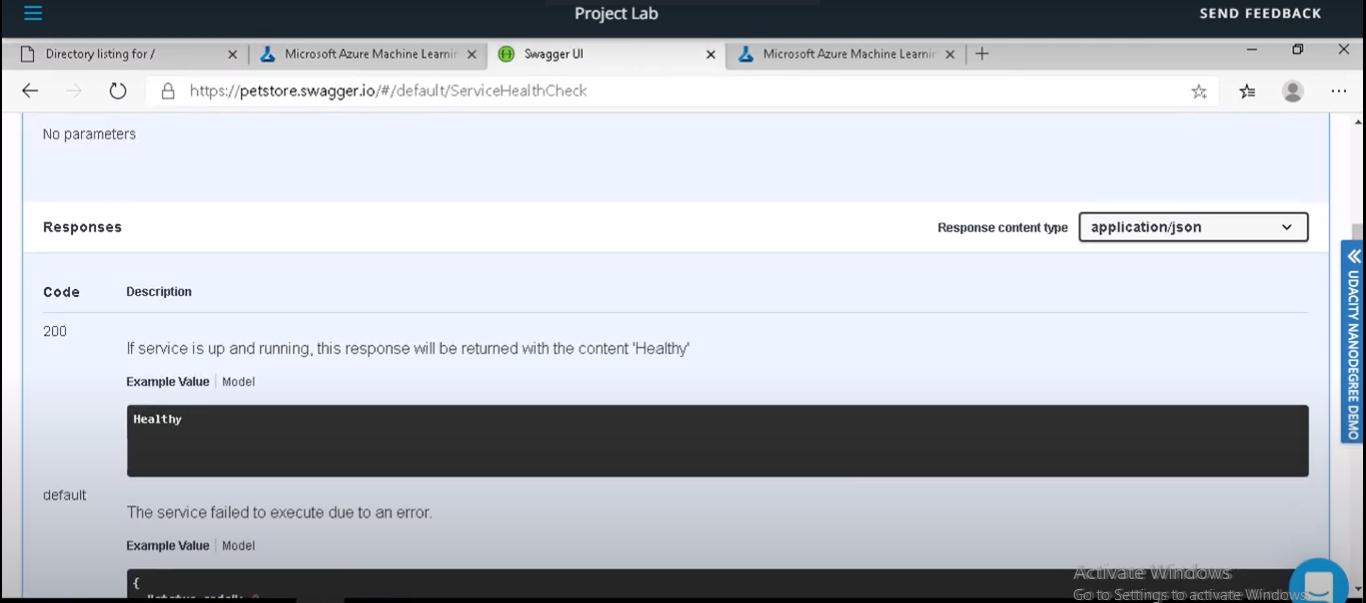 Project Lab
SEND FEEDBACK
Directory listing for /
Microsoft Azure Machine Learnin
Swagger UI
Microsoft Azure Machine Learnin
https://petstore.swagger.io/#/default/ServiceHealthCheck
No parameters
Responses
Response content type
application/json
UDACITY NANODEGREE DEMO
Code Description
200
If service is up and running, this response will be returned with the content 'Healthy'
Example Value Model
Healthy
default
The service failed to execute due to an error.
Example Value Model
{
Activate Windows
Go to Settings to activate Windows.